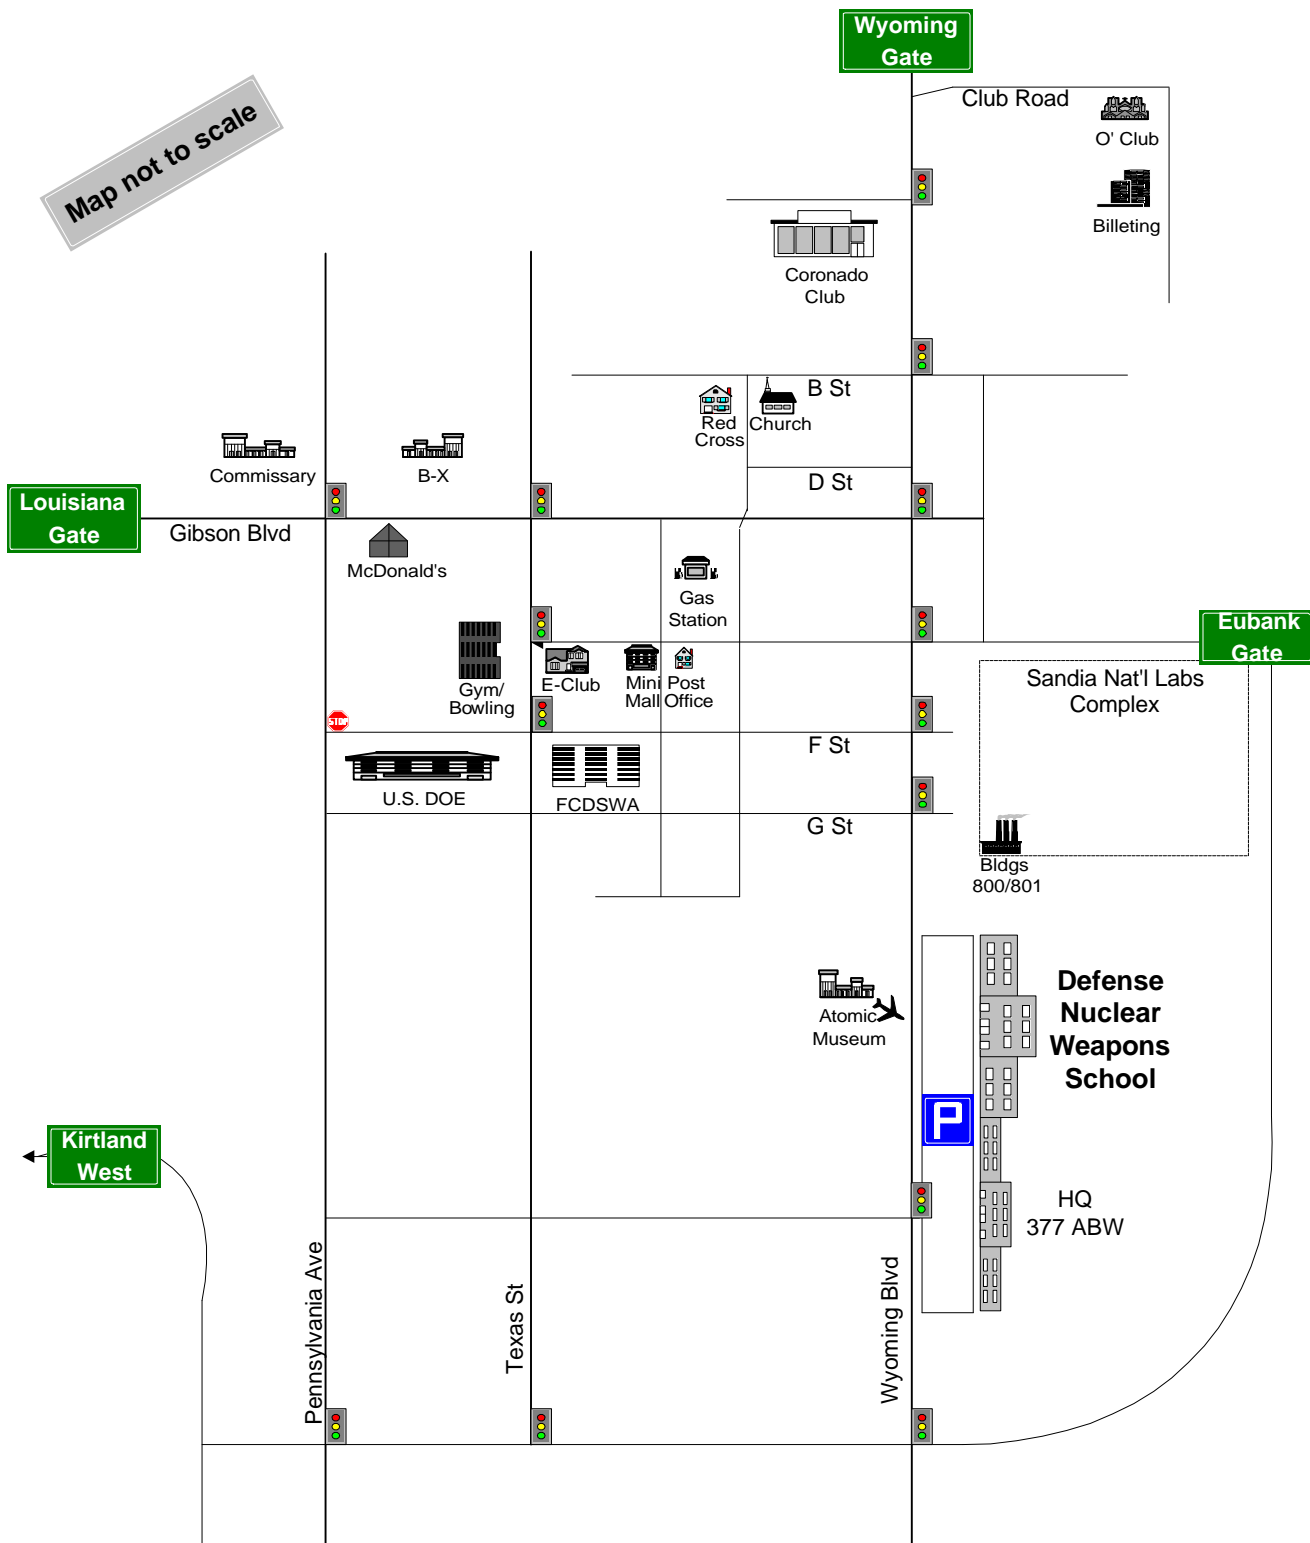 Wyoming
Gate
Club Road
O' Club
Map not to scale
Billeting
Coronado
Club
B St
Red
Cross
Church
Commissary
B-X
D St
Louisiana
Gate
Gibson Blvd
McDonald's
Gas
Station
Eubank
Gate
Gym/
Bowling
E-Club
Mini
Mall
Post
Office
Sandia Nat'l Labs
Complex
STOP
F St
U.S. DOE
FCDSWA
G St
Bldgs
800/801
Atomic
Museum
Defense
Nuclear
Weapons
School
P
Kirtland
West
HQ
377 ABW
Pennsylvania Ave
Texas St
Wyoming Blvd